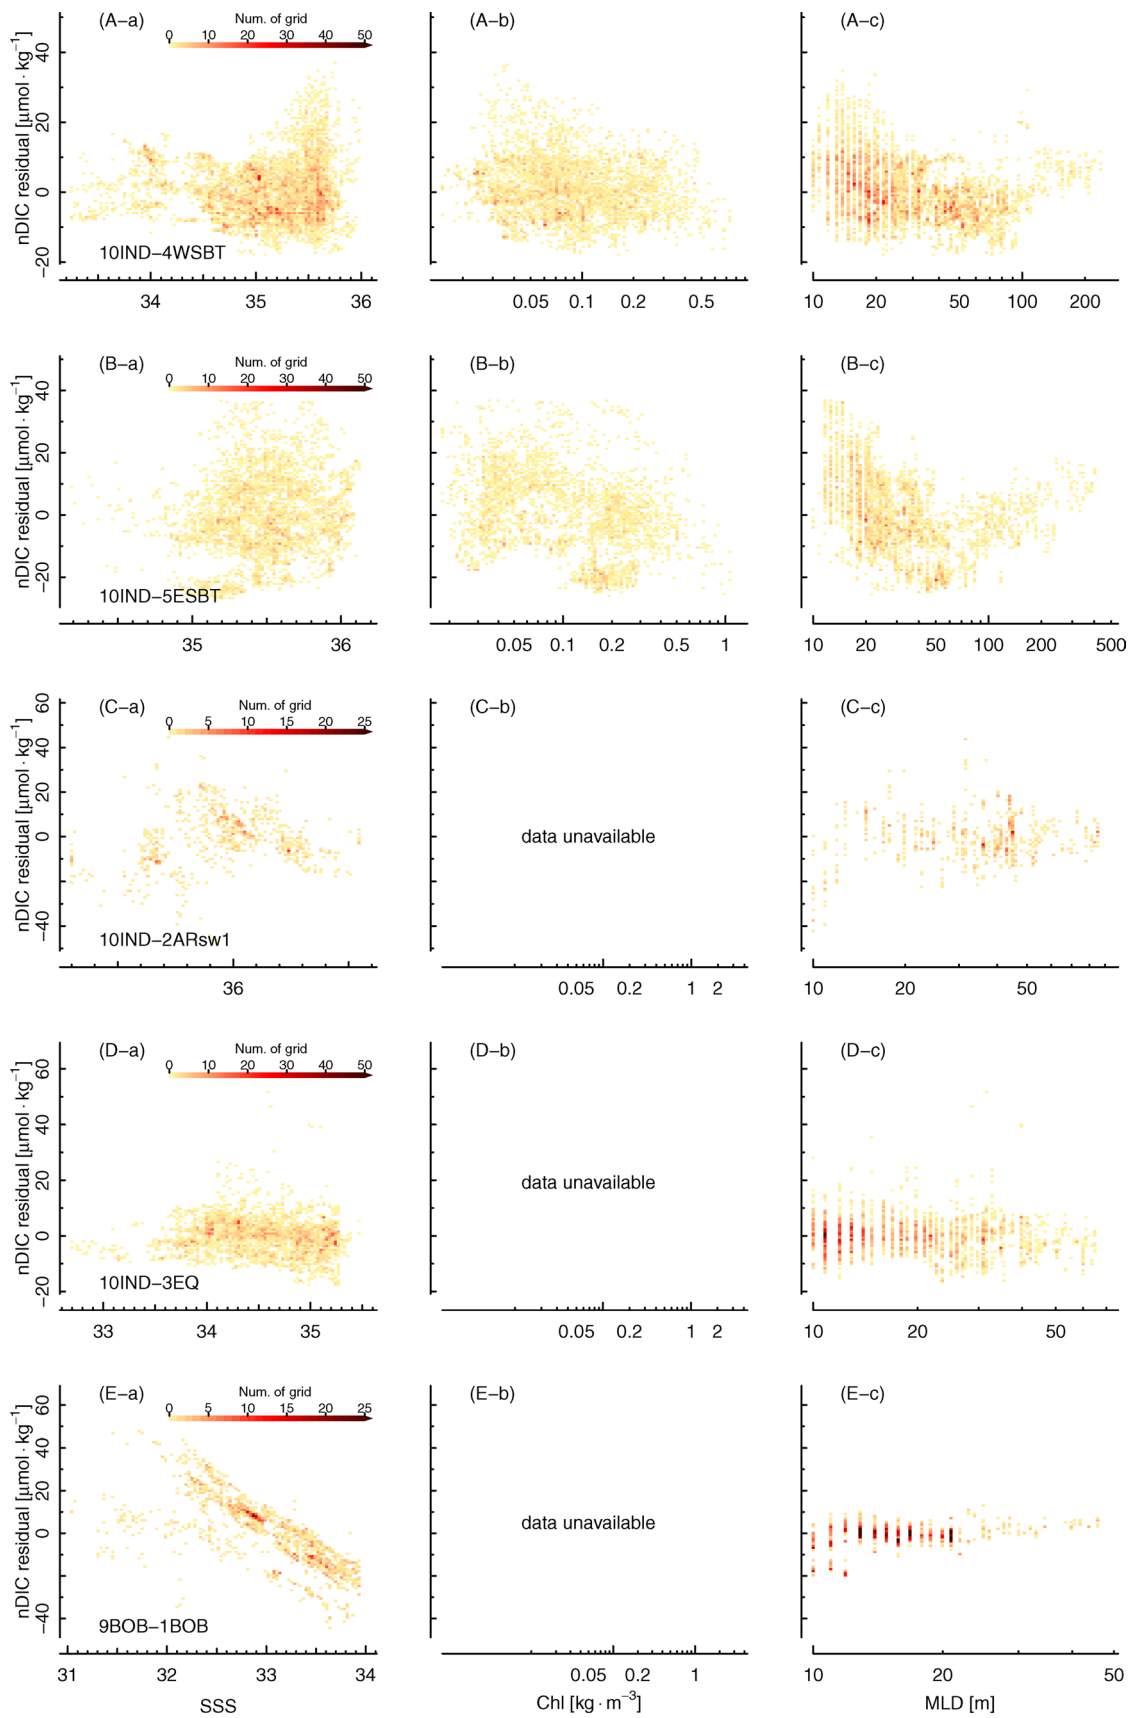 (A−a) Num. of grid (A−b) (A−c)
0 10 20 30 40 50
nDIC residual [µmol · kg−1]
40
20
0
−20
10IND−4WSBT
34 35 36 0.05 0.1 0.2 0.5 10 20 50 100 200
(B−a) Num. of grid (B−b) (B−c)
0 10 20 30 40 50
nDIC residual [µmol · kg−1]
40
20
0
−20
10IND−5ESBT
35 36 0.05 0.1 0.2 0.5 1 10 20 50 100 200 500
(C−a) Num. of grid (C−b) (C−c)
0 5 10 15 20 25
nDIC residual [µmol · kg−1]
60
40
20
0
−40
data unavailable
10IND−2ARsw1
36 0.05 0.2 1 2 10 20 50
(D−a) Num. of grid (D−b) (D−c)
0 10 20 30 40 50
nDIC residual [µmol · kg−1]
60
40
20
0
−20
data unavailable
10IND−3EQ
33 34 35 0.05 0.2 1 2 10 20 50
(E−a) Num. of grid (E−b) (E−c)
0 5 10 15 20 25
nDIC residual [µmol · kg−1]
60
40
20
0
−40
data unavailable
9BOB−1BOB
31 32 33 34 0.05 0.2 1 10 20 50
SSS Chl [kg · m−3] MLD [m]